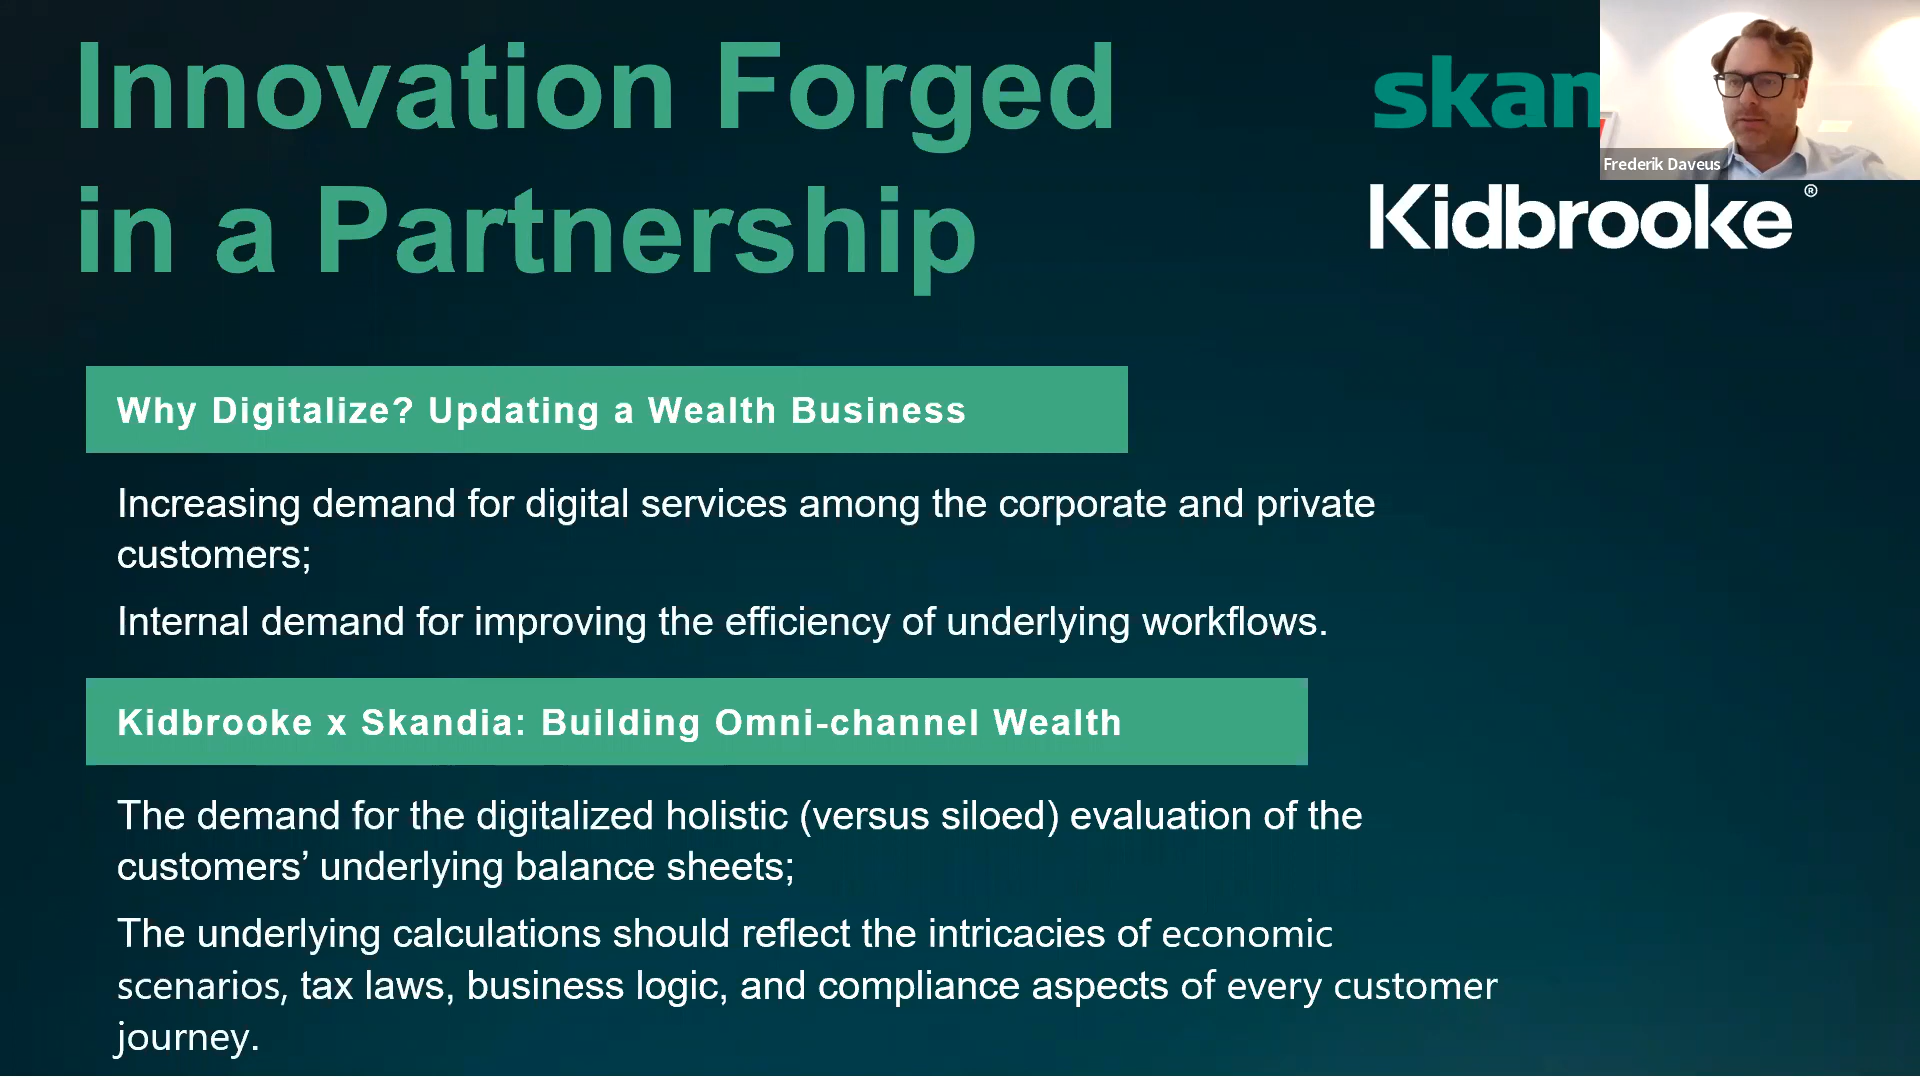 Innovation Forged
in a Partnership
skan
Frederik Daveus
Kidbrooke ®
Why Digitalize? Updating a Wealth Business
Increasing demand for digital services among the corporate and private
customers;
Internal demand for improving the efficiency of underlying workflows.
Kidbrooke x Skandia: Building Omni-channel Wealth
The demand for the digitalized holistic (versus siloed) evaluation of the
customers’ underlying balance sheets;
The underlying calculations should reflect the intricacies of economic
scenarios, tax laws, business logic, and compliance aspects of every customer
journey.